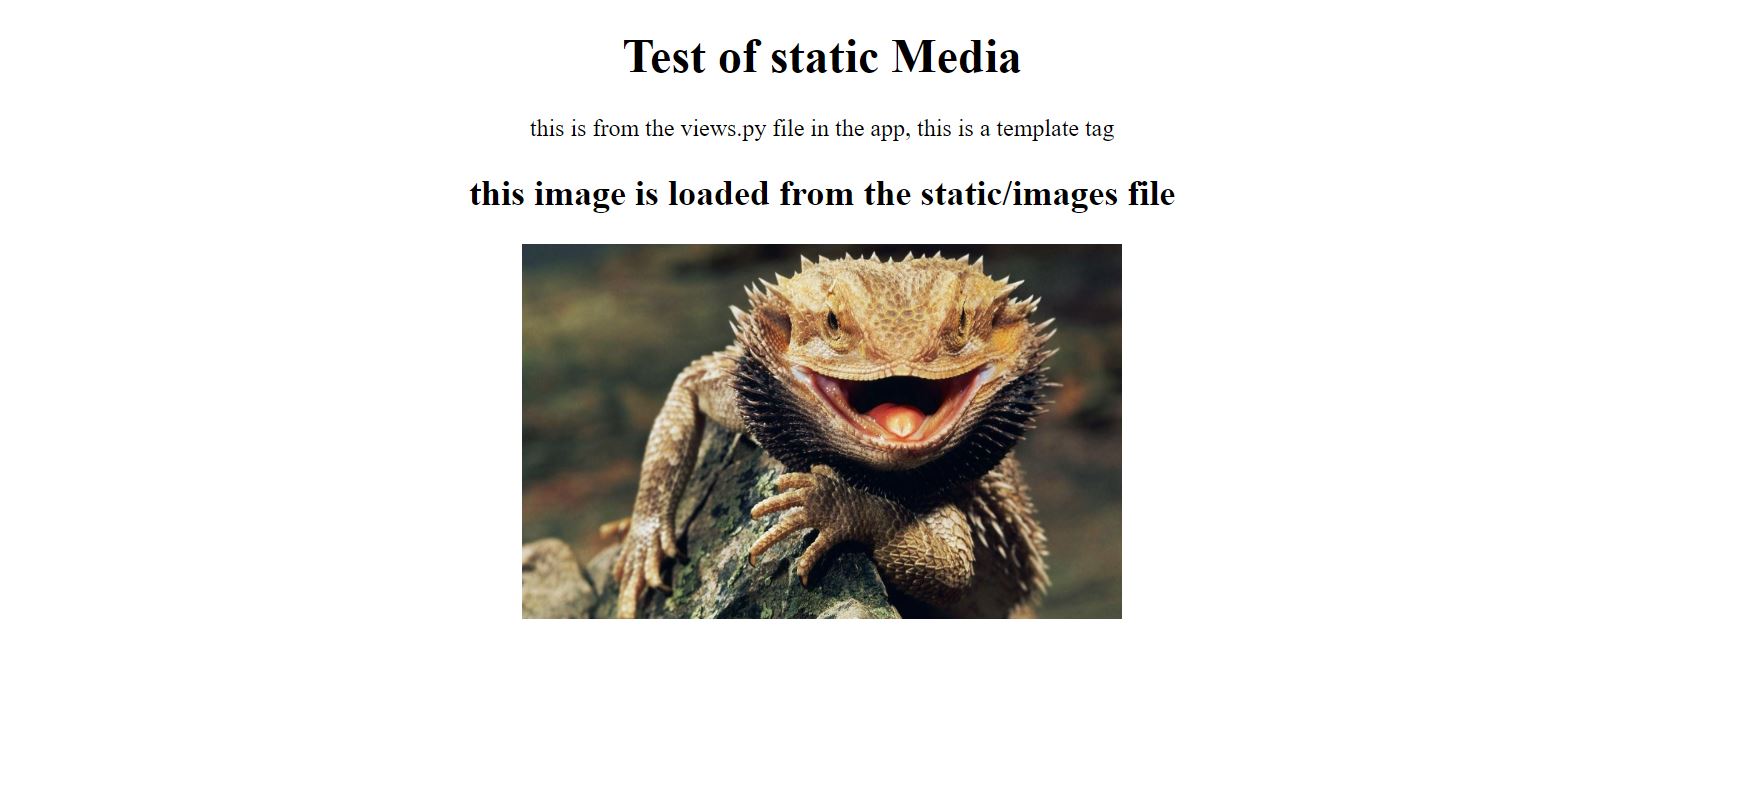 Test of static Media
this is from the views.py file in the app, this is a template tag
this image is loaded from the static/images file